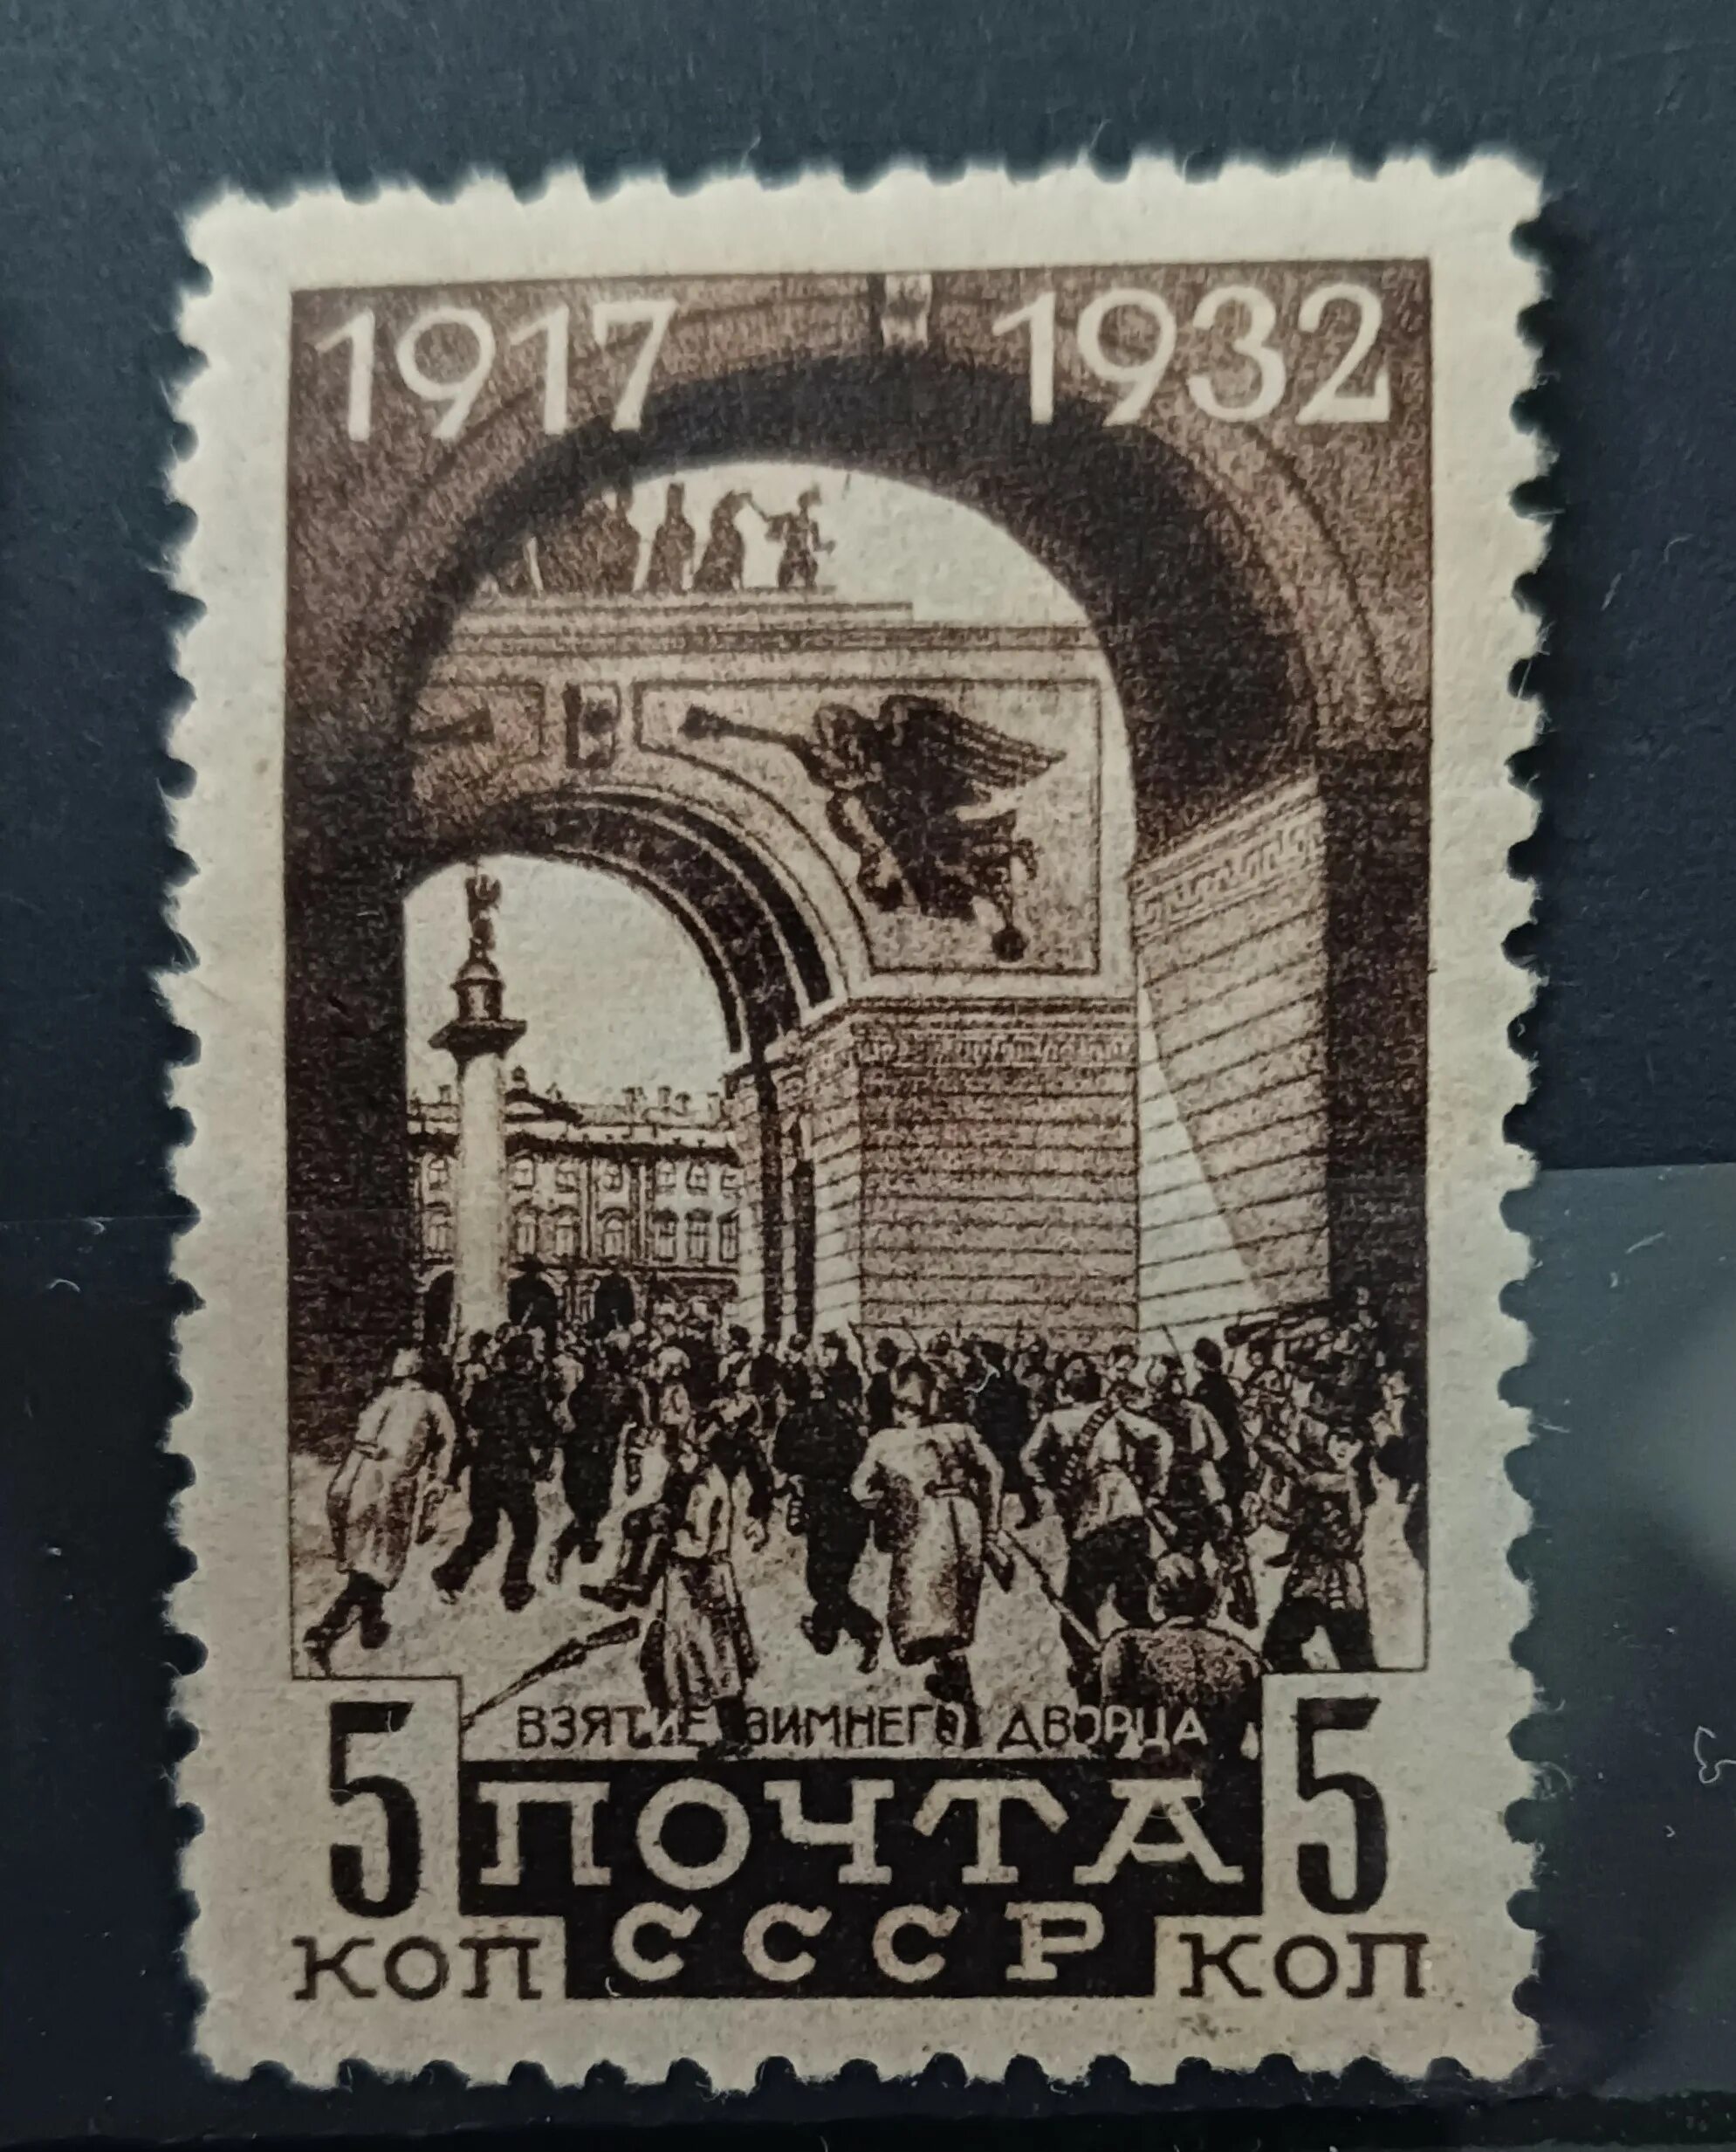 1917 1932
ВЗЯТИЕ ЗИМНЕГО ДВОРЦА
5 ПОЧТА 5
КОП СССР КОП